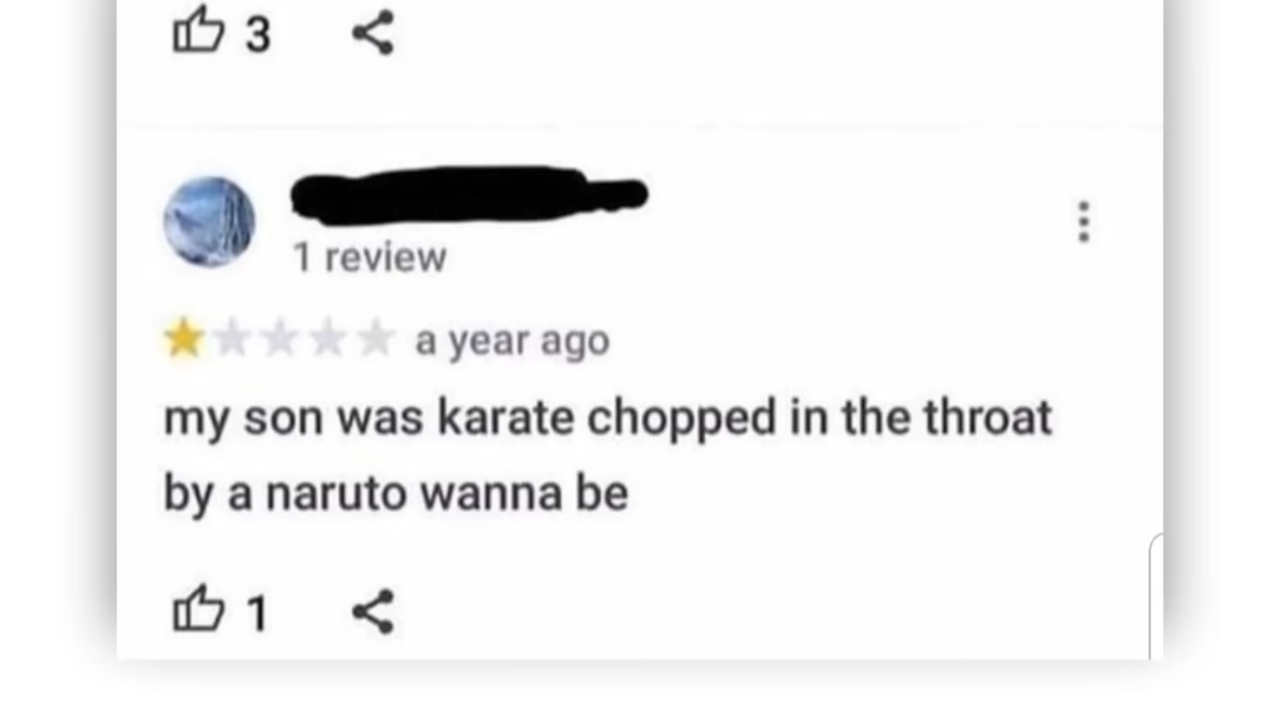 3
1 review
a year ago
my son was karate chopped in the throat
by a naruto wanna be
1